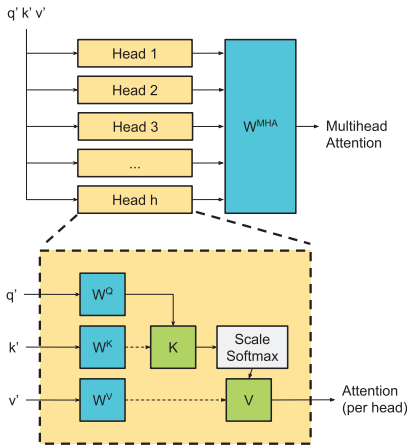 q' k' v'
Head 1
Head 2
Head 3
...
Head h
W^MHA
Multihead
Attention
q'
W^Q
k'
W^K
K
Scale
Softmax
v'
W^V
V
Attention
(per head)